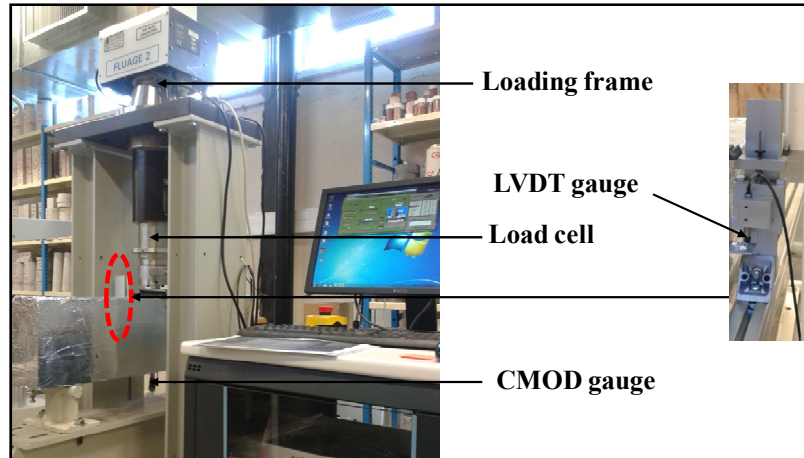 FLUAGE 2
Loading frame
LVDT gauge
Load cell
CMOD gauge